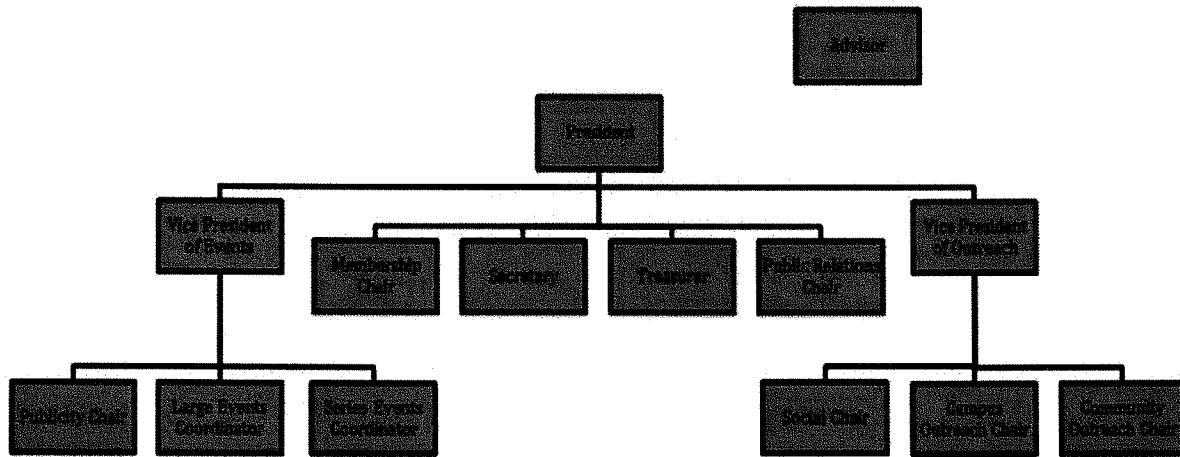 Advisor
President
Vice President
of Events
Vice President
of Outreach
Membership
Chair
Secretary
Treasurer
Public Relations
Chair
Publicity Chair
Large Events
Coordinator
Series Events
Coordinator
Social Chair
Campus
Outreach Chair
Community
Outreach Chair